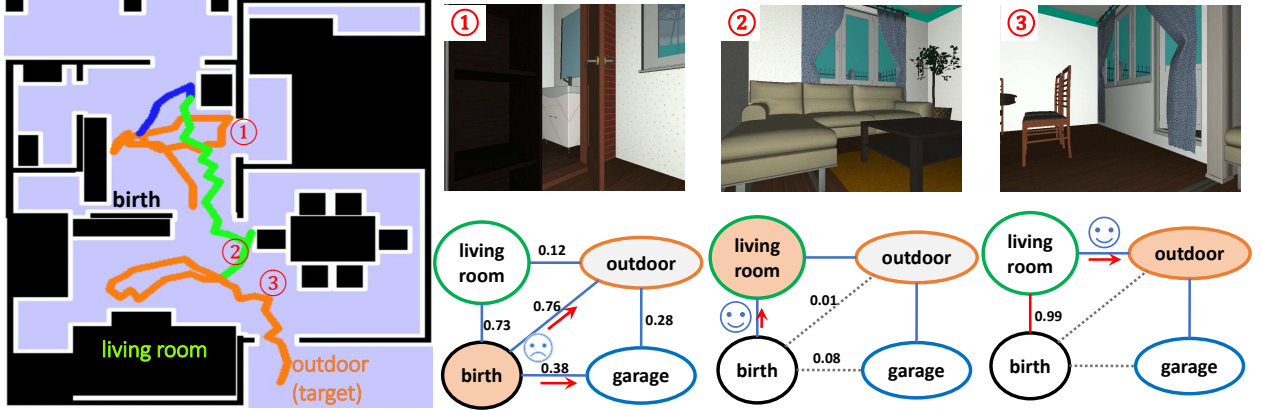 ①
②
③
①
birth
②
③
living room
outdoor
(target)
living
room
0.12
outdoor
0.73
0.76
0.28
birth
0.38
garage
living
room
outdoor
0.01
birth
0.08
garage
living
room
outdoor
0.99
birth
garage